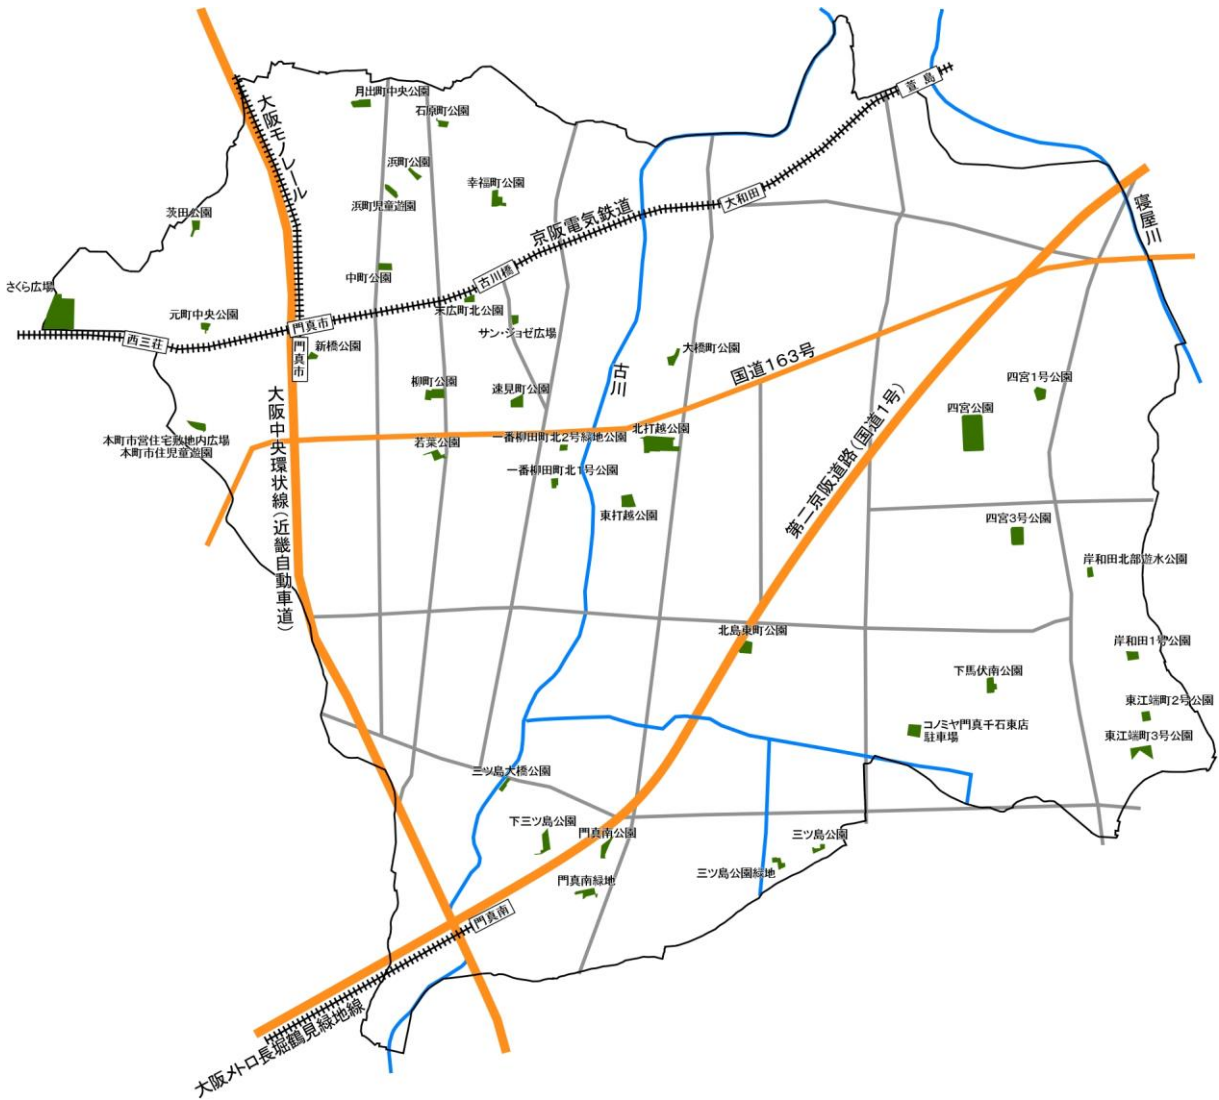 萱島
月出町中央公園
石原町公園
大阪モノレール
浜町公園
幸福町公園
大和田
浜町児童遊園
茨田公園
京阪電気鉄道
寝屋川
中町公園
古川橋
さくら広場
末広町北公園
元町中央公園
門真市
サン・ジョゼ広場
西三荘
門真市
新橋公園
大橋町公園
国道163号
古川
柳町公園
速見町公園
四宮1号公園
四宮公園
大阪中央環状線(近畿自動車道)
本町市営住宅敷地内広場
本町市住児童遊園
若葉公園
一番柳田町北2号緑地公園
北打越公園
第二京阪道路(国道1号)
一番柳田町北1号公園
東打越公園
四宮3号公園
岸和田北部遊水公園
北島東町公園
岸和田1号公園
下馬伏南公園
東江端町2号公園
コノミヤ門真千石東店
駐車場
東江端町3号公園
三ツ島大橋公園
下三ツ島公園
門真南公園
三ツ島公園
三ツ島公園緑地
門真南緑地
門真南
大阪メトロ長堀鶴見緑地線